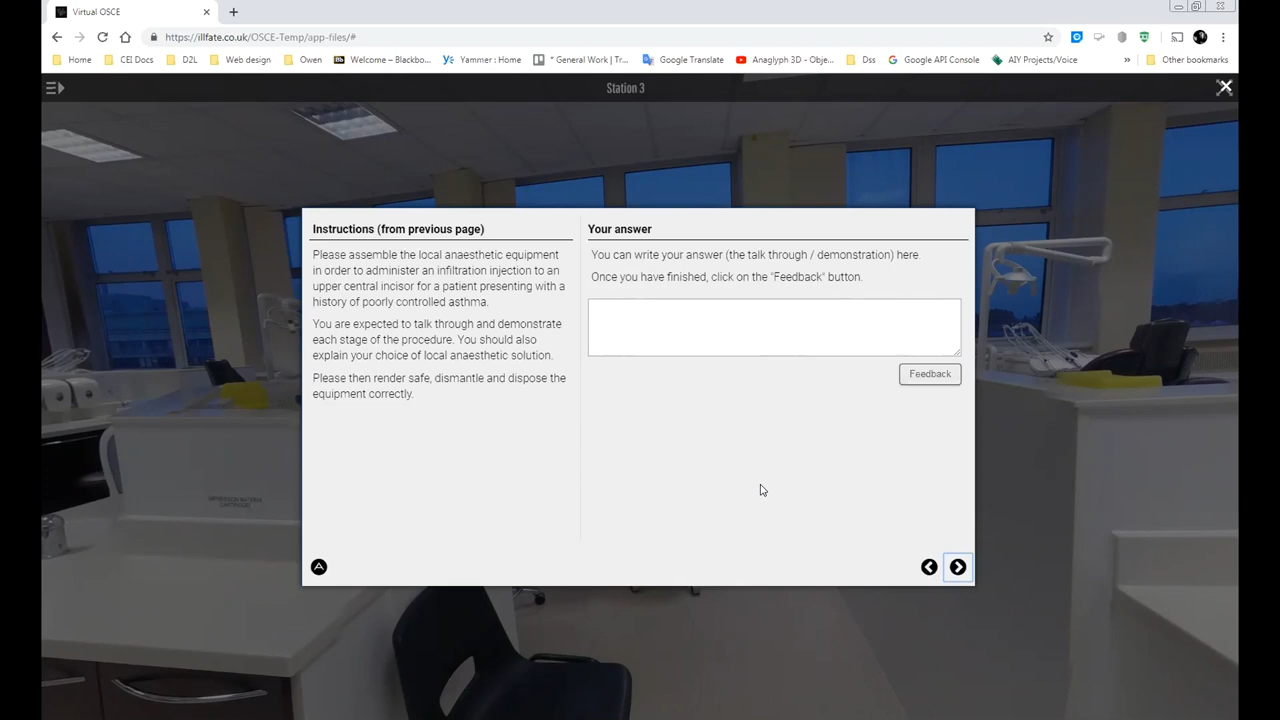 Virtual OSCE
https://illfate.co.uk/OSCE-Temp/app-files/#
Home CEI Docs D2L Web design Owen Welcome – Blackbo... Yammer : Home * General Work | Tr... Google Translate Anaglyph 3D - Obje... Dss Google API Console AIY Projects/Voice » Other bookmarks
Station 3
Instructions (from previous page)
Please assemble the local anaesthetic equipment
in order to administer an infiltration injection to an
upper central incisor for a patient presenting with a
history of poorly controlled asthma.
You are expected to talk through and demonstrate
each stage of the procedure. You should also
explain your choice of local anaesthetic solution.
Please then render safe, dismantle and dispose the
equipment correctly.
Your answer
You can write your answer (the talk through / demonstration) here.
Once you have finished, click on the "Feedback" button.
Feedback